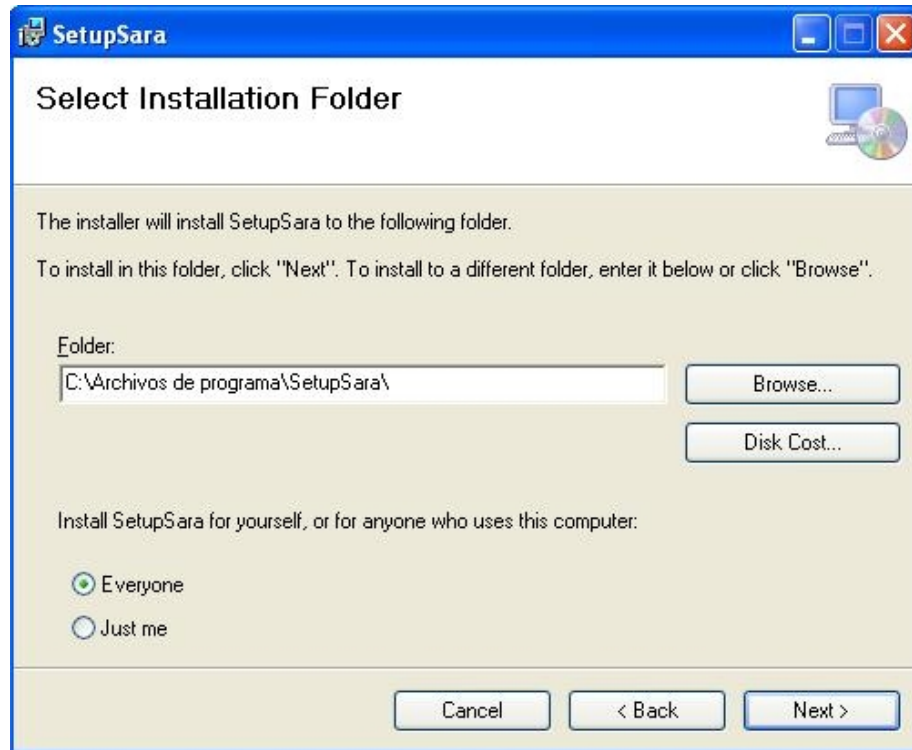 SetupSara
Select Installation Folder
The installer will install SetupSara to the following folder.
To install in this folder, click "Next". To install to a different folder, enter it below or click "Browse".
Folder:
C:\Archivos de programa\SetupSara\
Browse...
Disk Cost...
Install SetupSara for yourself, or for anyone who uses this computer:
Everyone
Just me
Cancel
< Back
Next >